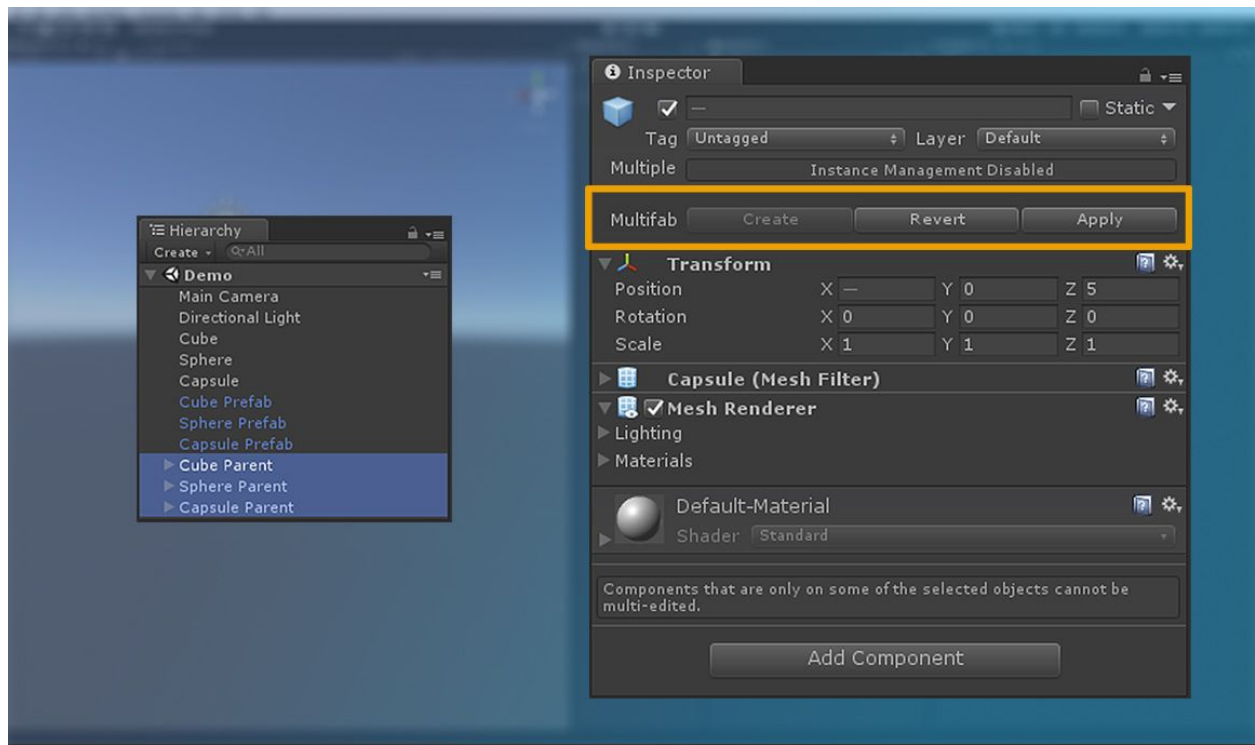 Hierarchy
Create
All
Demo
Main Camera
Directional Light
Cube
Sphere
Capsule
Cube Prefab
Sphere Prefab
Capsule Prefab
Cube Parent
Sphere Parent
Capsule Parent
Inspector
— Static
Tag Untagged Layer Default
Multiple Instance Management Disabled
Multifab Create Revert Apply
Transform
Position X — Y 0 Z 5
Rotation X 0 Y 0 Z 0
Scale X 1 Y 1 Z 1
Capsule (Mesh Filter)
Mesh Renderer
Lighting
Materials
Default-Material
Shader Standard
Components that are only on some of the selected objects cannot be
multi-edited.
Add Component